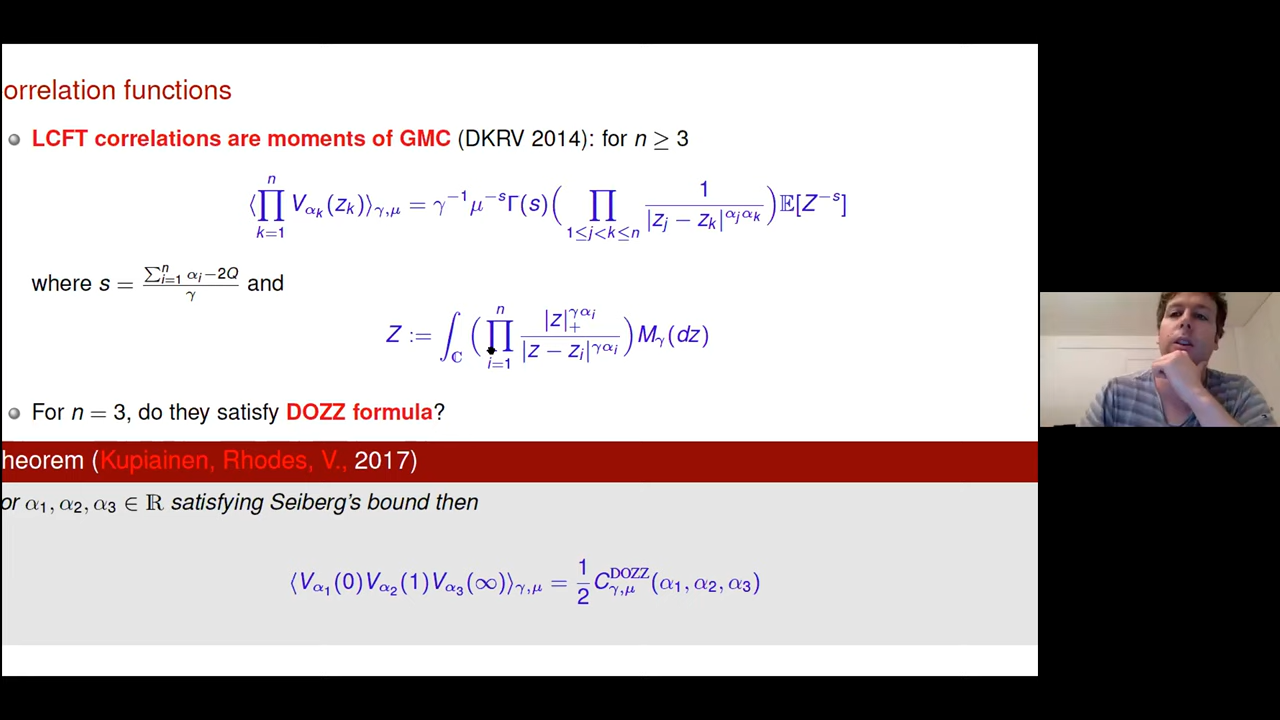 orrelation functions
LCFT correlations are moments of GMC (DKRV 2014): for n ≥ 3
⟨∏_{k=1}^{n} V_{α_k}(z_k)⟩_{γ,μ} = γ^{−1}μ^{−s}Γ(s)(∏_{1≤j<k≤n} 1/|z_j − z_k|^{α_jα_k})𝔼[Z^{−s}]
where s = (∑_{i=1}^{n} α_i−2Q)/γ and
Z := ∫_ℂ (∏_{i=1}^{n} |z|_+^{γα_i}/|z − z_i|^{γα_i}) M_γ(dz)
For n = 3, do they satisfy DOZZ formula?
heorem (Kupiainen, Rhodes, V., 2017)
or α_1, α_2, α_3 ∈ ℝ satisfying Seiberg's bound then
⟨V_{α_1}(0)V_{α_2}(1)V_{α_3}(∞)⟩_{γ,μ} = 1/2 C_{γ,μ}^{DOZZ}(α_1, α_2, α_3)